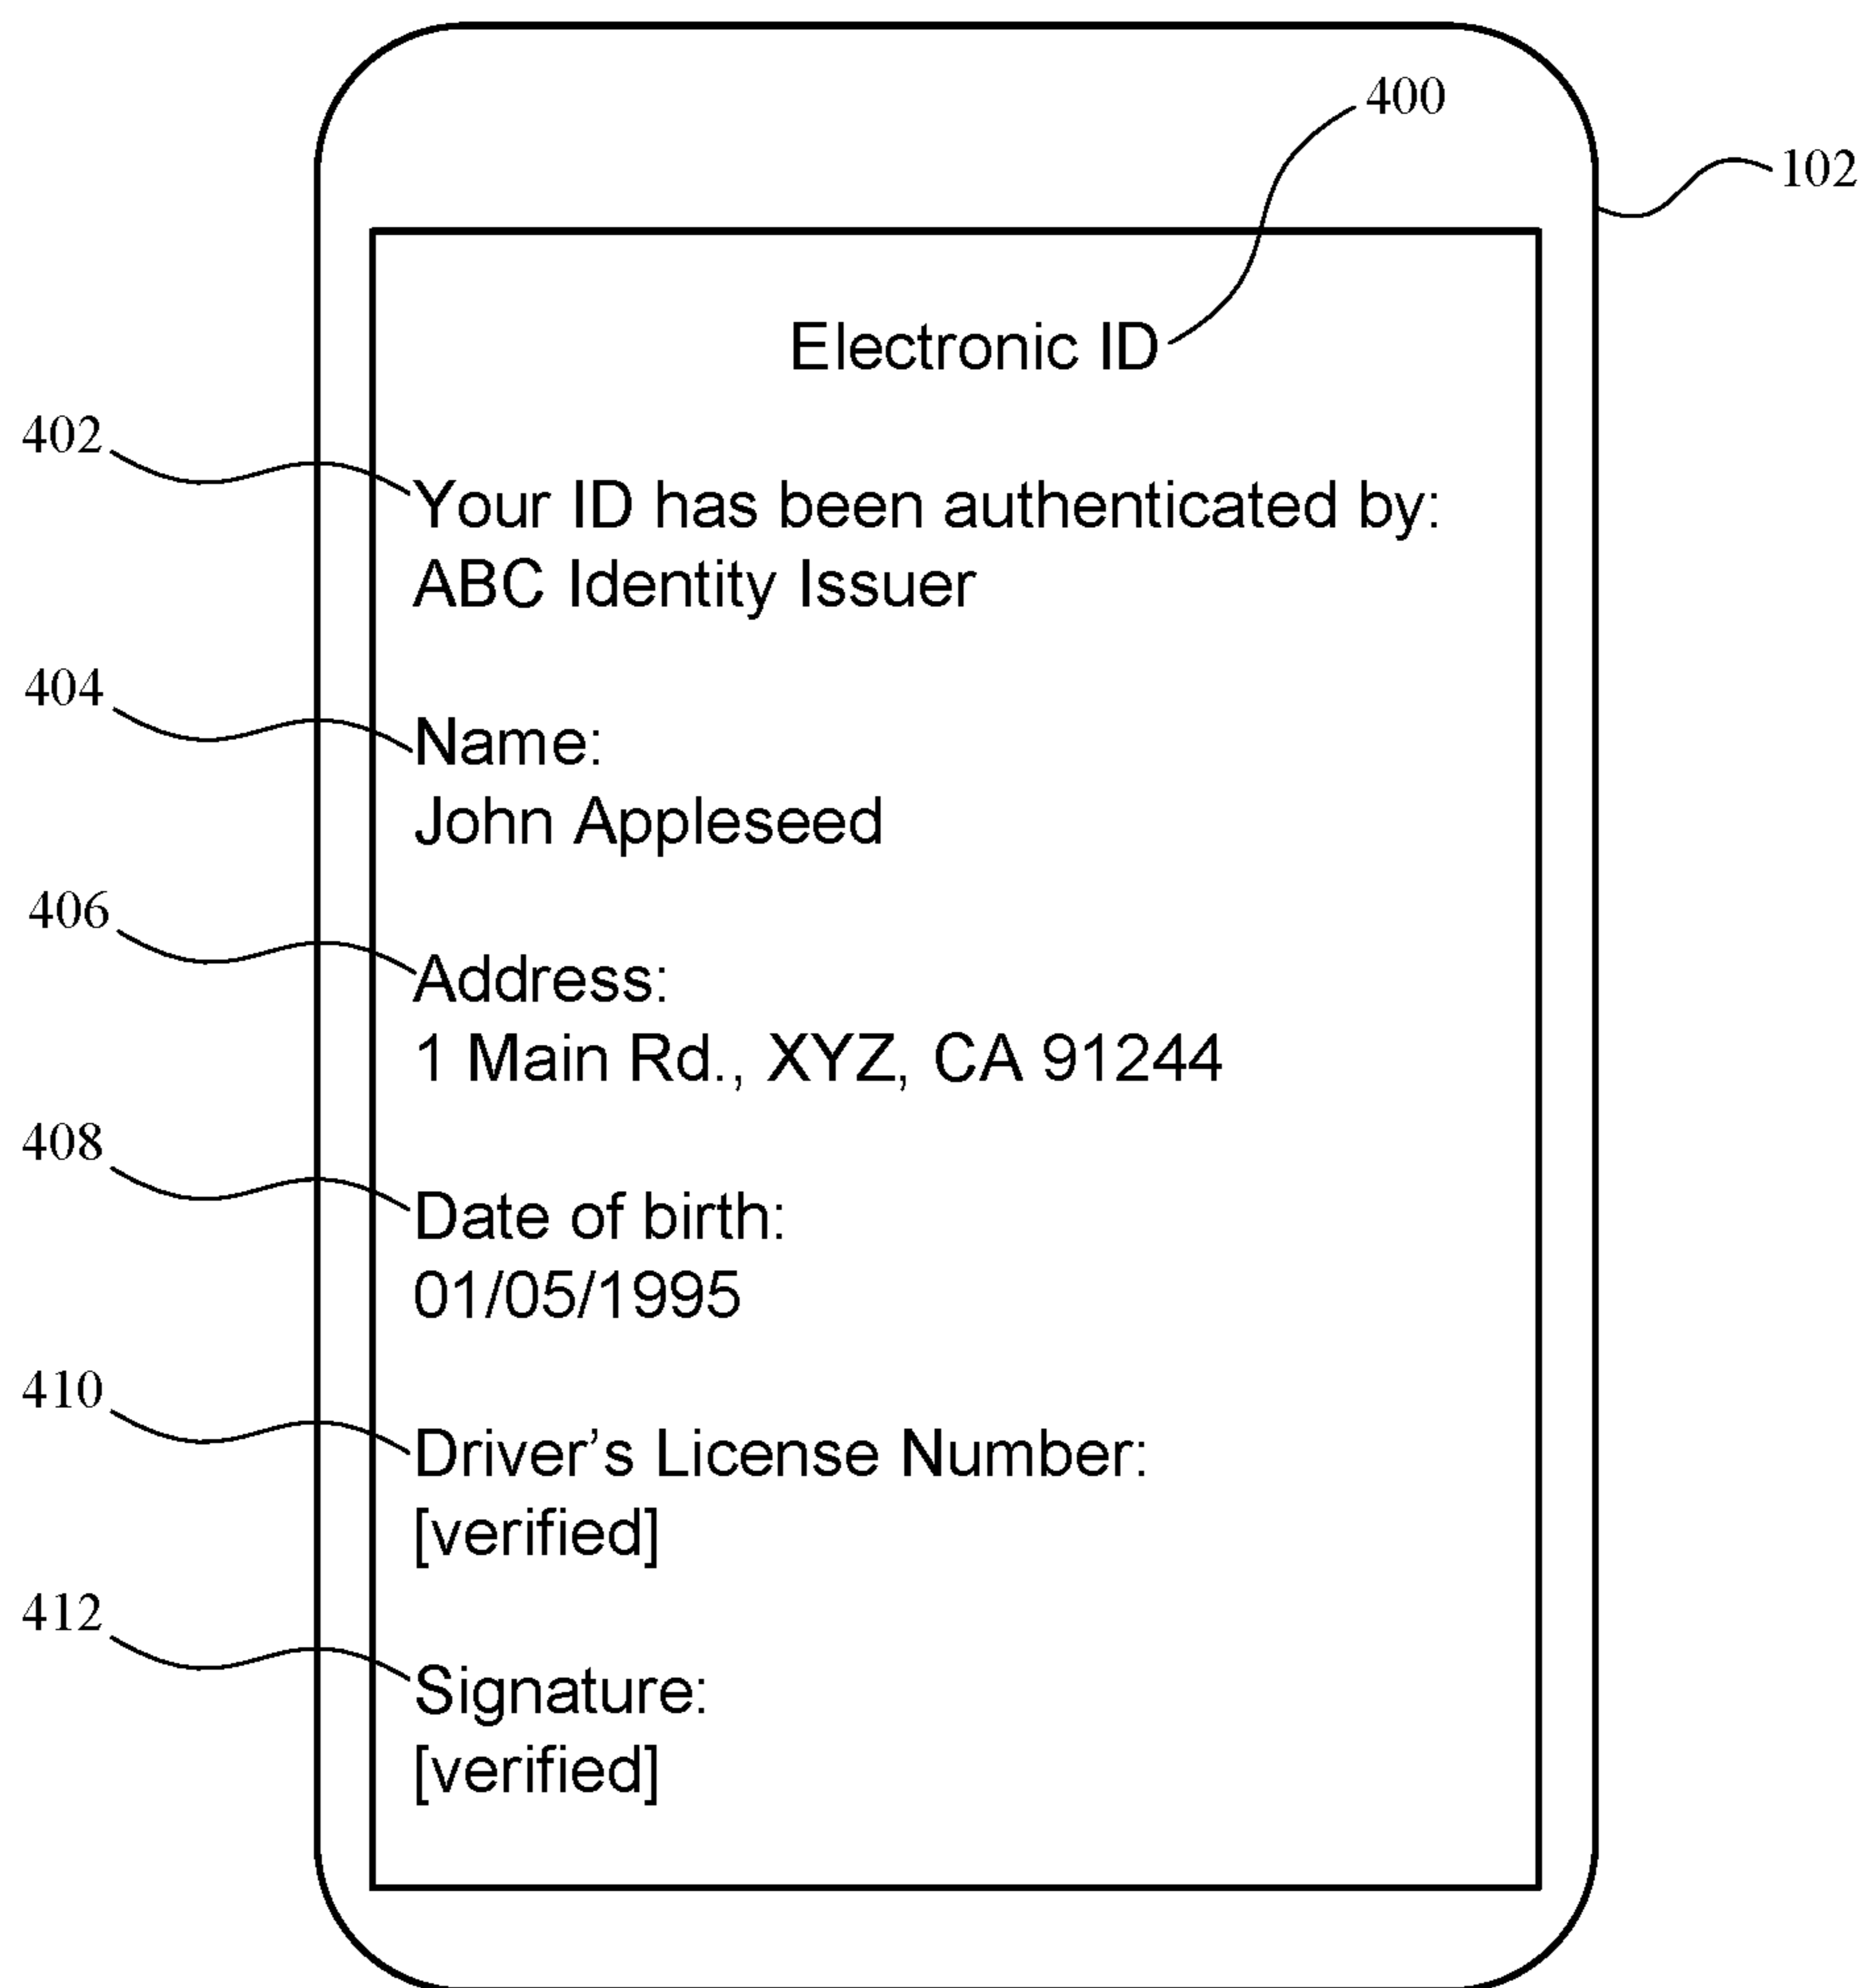 400
102
Electronic ID
402
Your ID has been authenticated by:
ABC Identity Issuer
404
Name:
John Appleseed
406
Address:
1 Main Rd., XYZ, CA 91244
408
Date of birth:
01/05/1995
410
Driver’s License Number:
[verified]
412
Signature:
[verified]